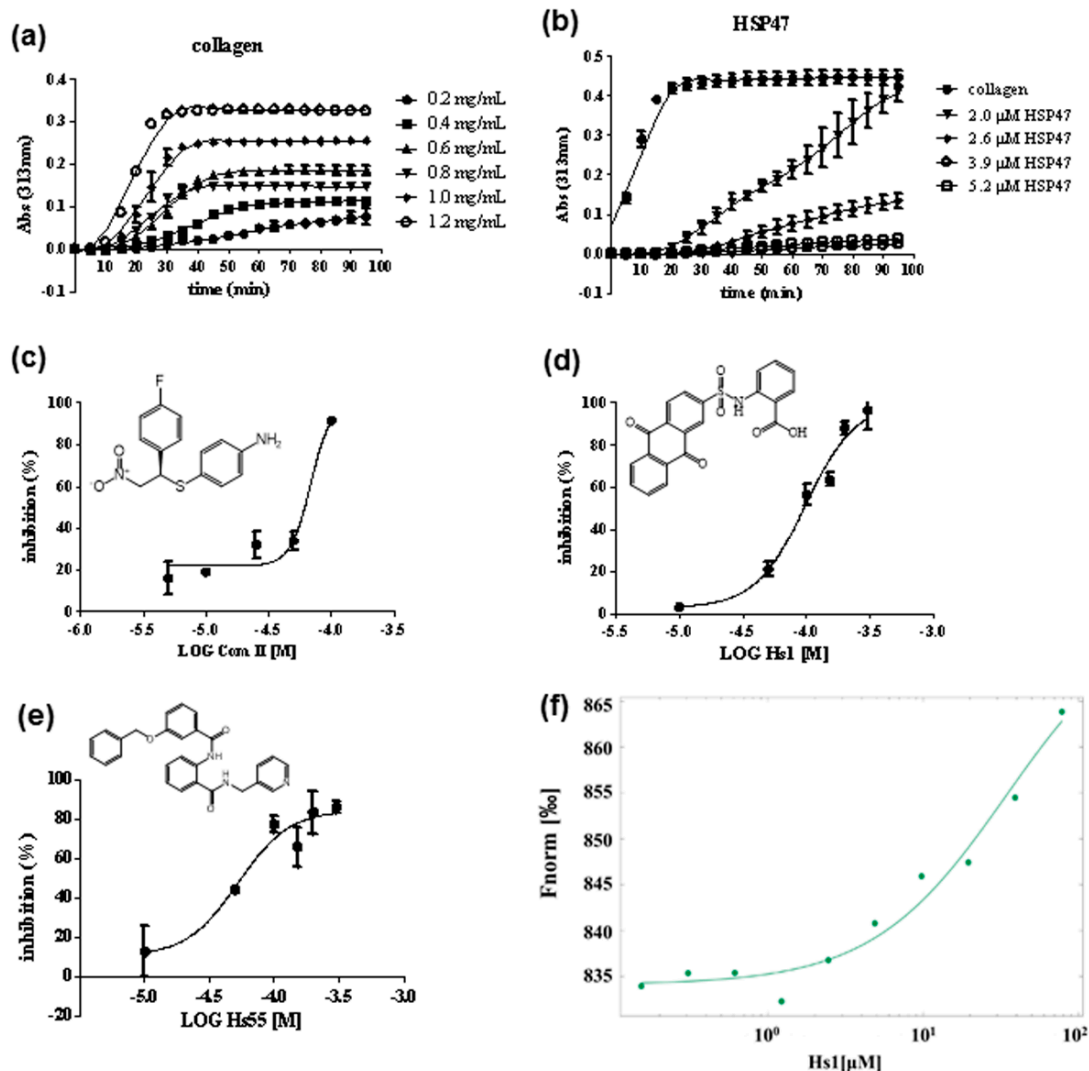 (a)
collagen
Abs (313nm)
0.4
0.3
0.2
0.1
0.0
-0.1
10 20 30 40 50 60 70 80 90 100
time (min)
0.2 mg/mL
0.4 mg/mL
0.6 mg/mL
0.8 mg/mL
1.0 mg/mL
1.2 mg/mL
(b)
HSP47
Abs (313nm)
0.5
0.4
0.3
0.2
0.1
0.0
-0.1
10 20 30 40 50 60 70 80 90 100
time (min)
collagen
2.0 µM HSP47
2.6 µM HSP47
3.9 µM HSP47
5.2 µM HSP47
(c)
F
NH2
O
N+
-O
S
inhibition (%)
100
80
60
40
20
0
-6.0 -5.5 -5.0 -4.5 -4.0 -3.5
LOG Com II [M]
(d)
O
O
S
O
N
H
O
OH
O
inhibition (%)
100
80
60
40
20
0
-5.5 -5.0 -4.5 -4.0 -3.5 -3.0
LOG Hs1 [M]
(e)
O
O
NH
H
N
O
N
inhibition (%)
100
80
60
40
20
0
-20
-5.0 -4.5 -4.0 -3.5 -3.0
LOG Hs55 [M]
(f)
Fnorm [‰]
865
860
855
850
845
840
835
10^0 10^1 10^2
Hs1[µM]